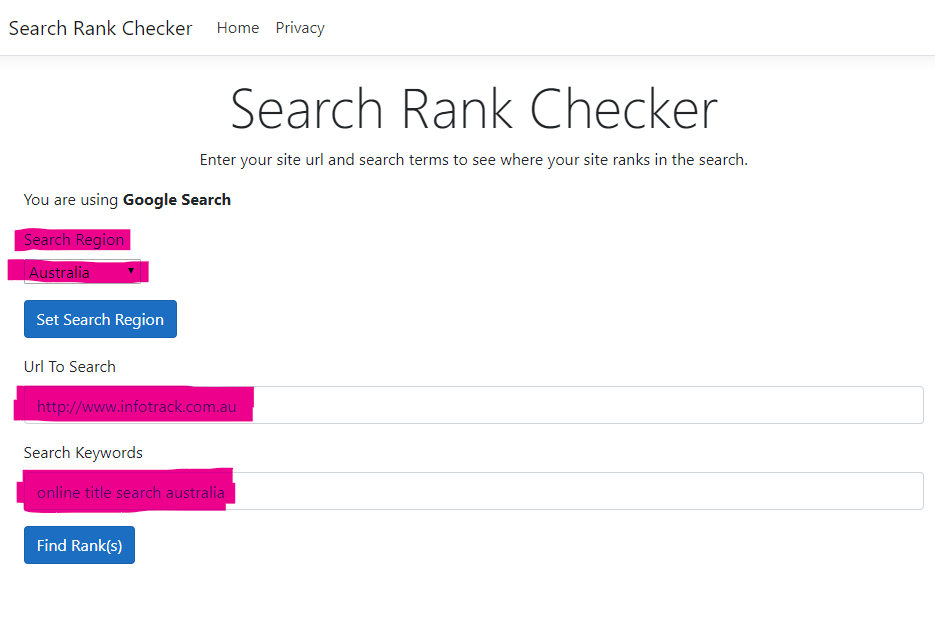 Search Rank Checker Home Privacy
Search Rank Checker
Enter your site url and search terms to see where your site ranks in the search.
You are using Google Search
Search Region
Australia
Set Search Region
Url To Search
http://www.infotrack.com.au
Search Keywords
online title search australia
Find Rank(s)